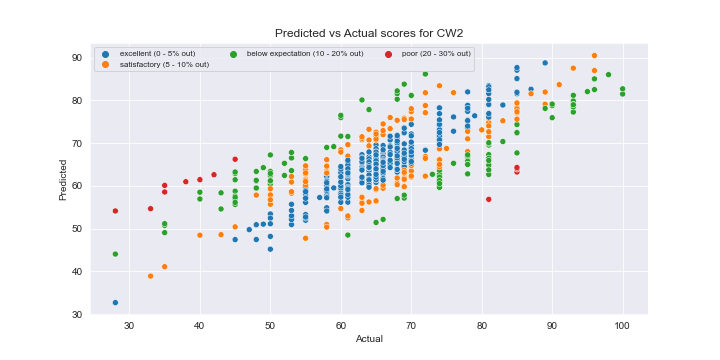 Predicted vs Actual scores for CW2
excellent (0 - 5% out)
satisfactory (5 - 10% out)
below expectation (10 - 20% out)
poor (20 - 30% out)
90
80
70
60
50
40
30
Predicted
30 40 50 60 70 80 90 100
Actual